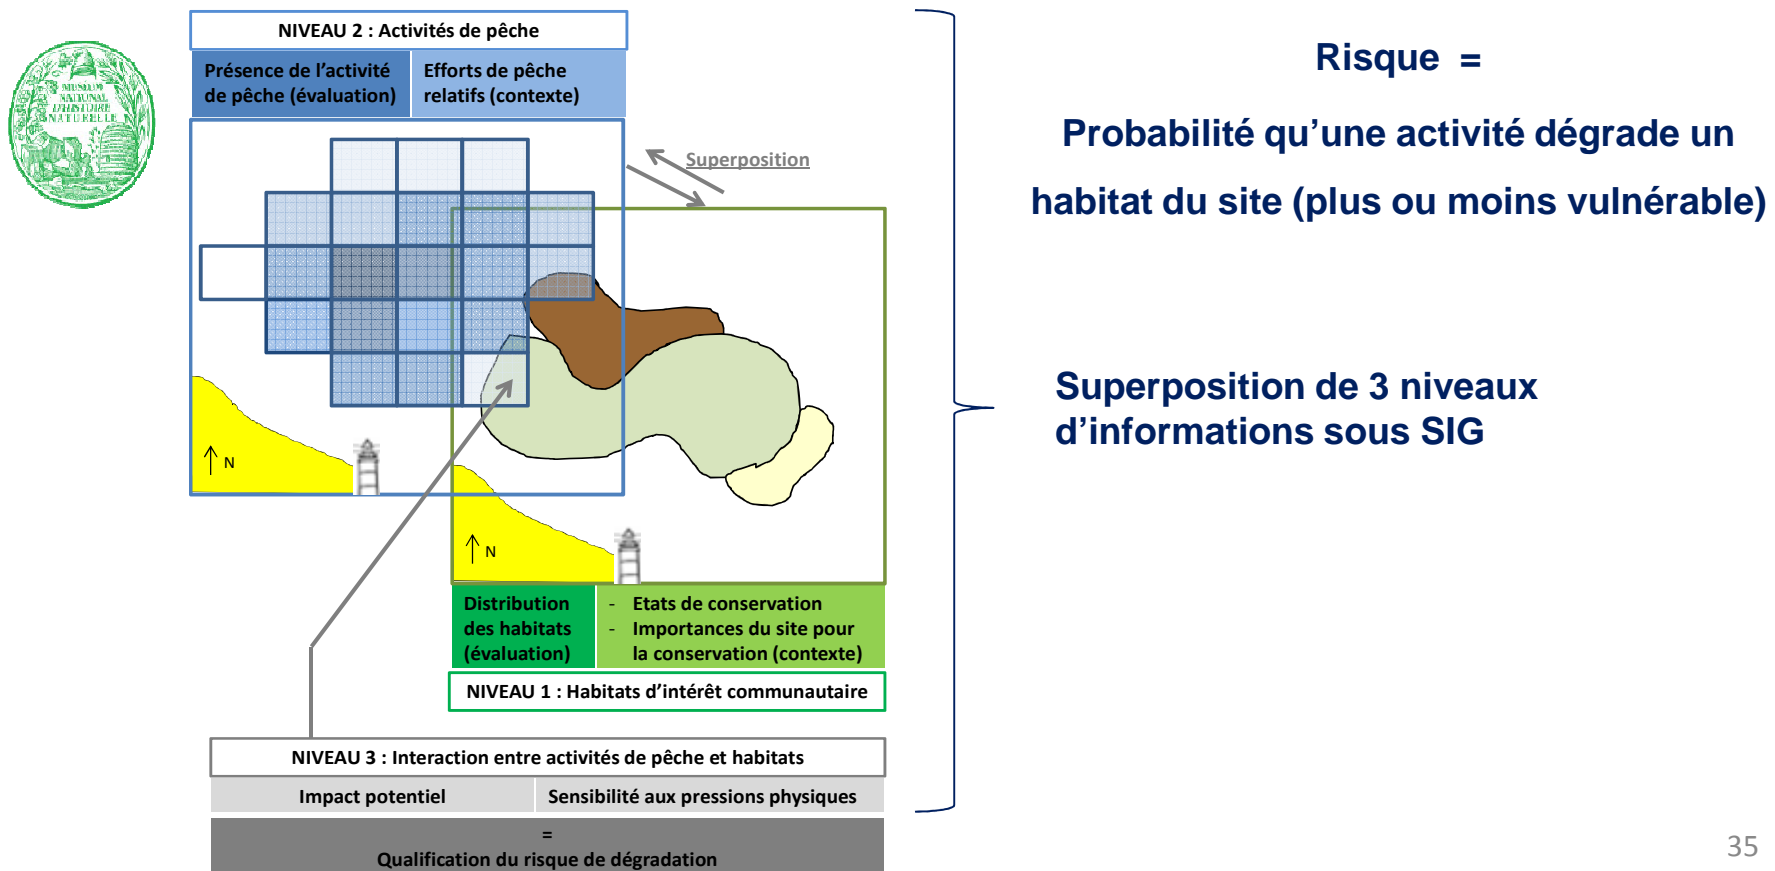 NIVEAU 2 : Activités de pêche
Présence de l’activité
de pêche (évaluation)
Efforts de pêche
relatifs (contexte)
MUSEUM
NATIONAL
D'HISTOIRE
NATURELLE
Superposition
N
N
Distribution
des habitats
(évaluation)
- Etats de conservation
- Importances du site pour
la conservation (contexte)
NIVEAU 1 : Habitats d’intérêt communautaire
NIVEAU 3 : Interaction entre activités de pêche et habitats
Impact potentiel
Sensibilité aux pressions physiques
=
Qualification du risque de dégradation
Risque =
Probabilité qu’une activité dégrade un
habitat du site (plus ou moins vulnérable)
Superposition de 3 niveaux
d’informations sous SIG
35